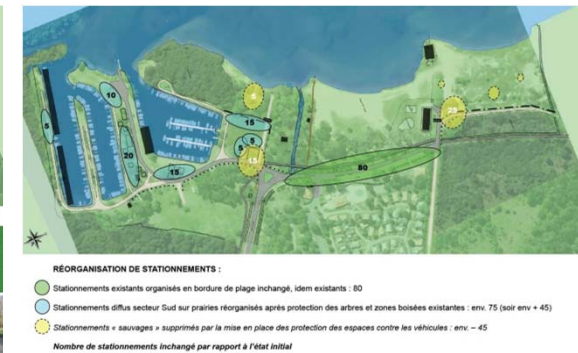 10
5
5
15
20
5
5
15
15
80
25
RÉORGANISATION DE STATIONNEMENTS :
Stationnements existants organisés en bordure de plage inchangé, idem existants : 80
Stationnements diffus secteur Sud sur prairies réorganisés après protection des arbres et zones boisées existantes : env. 75 (soir env + 45)
Stationnements « sauvages » supprimés par la mise en place des protection des espaces contre les véhicules : env. – 45
Nombre de stationnements inchangé par rapport à l'état initial